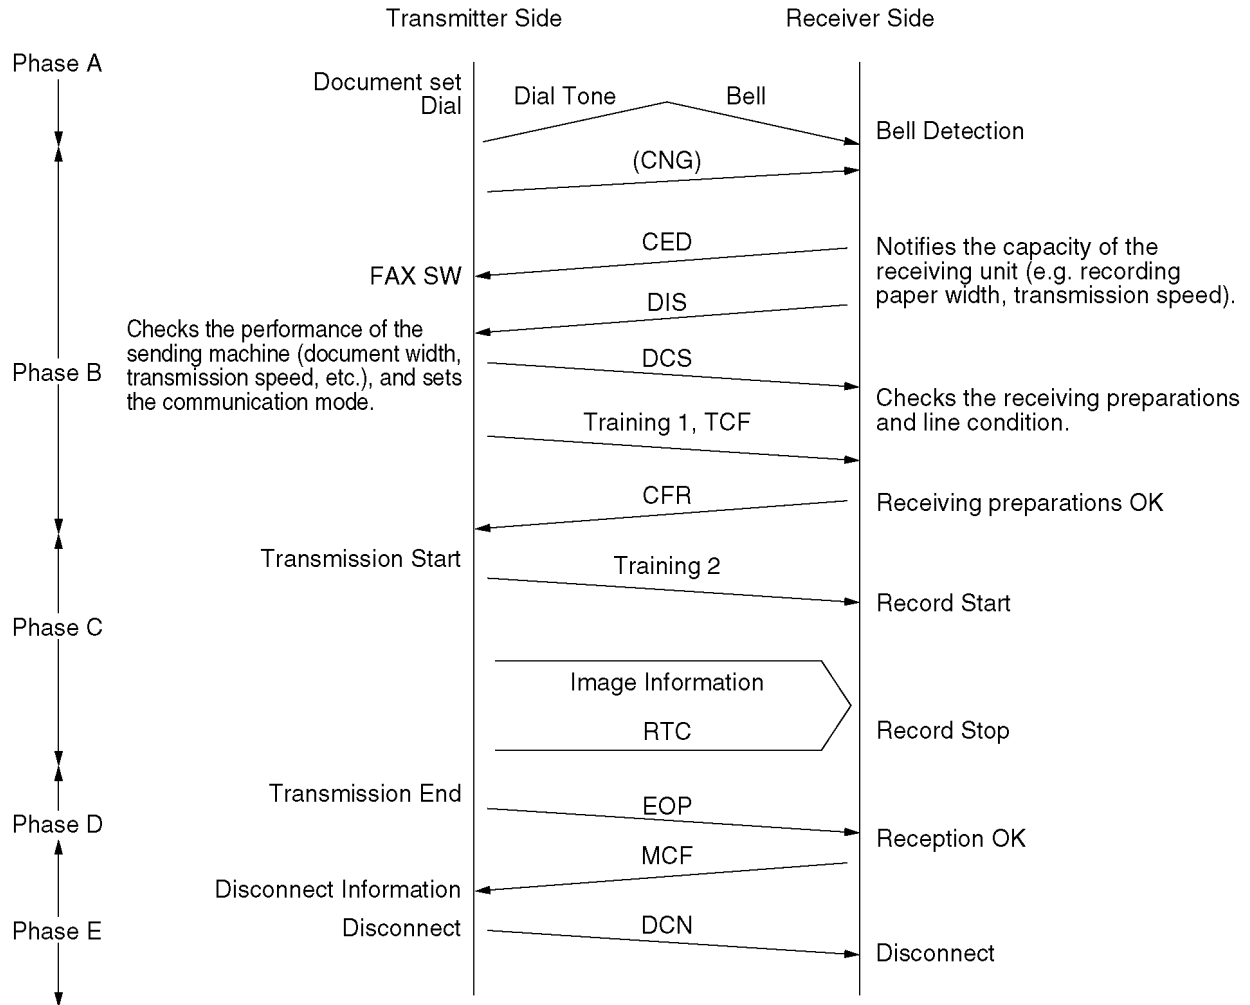 Transmitter Side
Receiver Side
Phase A
Document set
Dial
Dial Tone
Bell
Bell Detection
(CNG)
CED
Notifies the capacity of the
receiving unit (e.g. recording
paper width, transmission speed).
FAX SW
DIS
Checks the performance of the
sending machine (document width,
transmission speed, etc.), and sets
the communication mode.
Phase B
DCS
Checks the receiving preparations
and line condition.
Training 1, TCF
CFR
Receiving preparations OK
Transmission Start
Training 2
Record Start
Phase C
Image Information
RTC
Record Stop
Transmission End
EOP
Phase D
Reception OK
MCF
Disconnect Information
Phase E
Disconnect
DCN
Disconnect